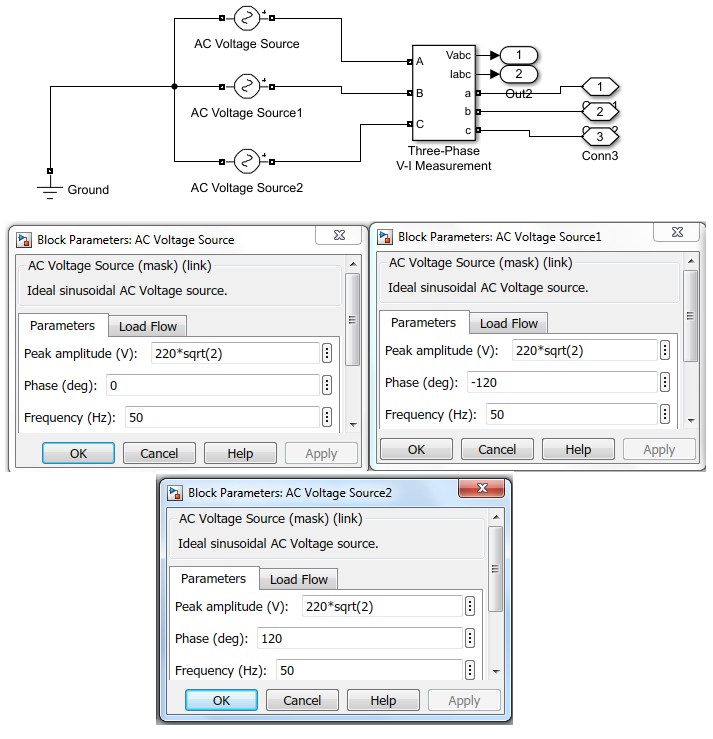 AC Voltage Source
Vabc
1
A
Iabc
2
Out2
a
1
AC Voltage Source1
B
b
2
C
c
3
Three-Phase
V-I Measurement
Conn3
AC Voltage Source2
Ground
Block Parameters: AC Voltage Source
AC Voltage Source (mask) (link)
Ideal sinusoidal AC Voltage source.
Parameters Load Flow
Peak amplitude (V): 220*sqrt(2)
Phase (deg): 0
Frequency (Hz): 50
OK Cancel Help Apply
Block Parameters: AC Voltage Source1
AC Voltage Source (mask) (link)
Ideal sinusoidal AC Voltage source.
Parameters Load Flow
Peak amplitude (V): 220*sqrt(2)
Phase (deg): -120
Frequency (Hz): 50
OK Cancel Help Apply
Block Parameters: AC Voltage Source2
AC Voltage Source (mask) (link)
Ideal sinusoidal AC Voltage source.
Parameters Load Flow
Peak amplitude (V): 220*sqrt(2)
Phase (deg): 120
Frequency (Hz): 50
OK Cancel Help Apply